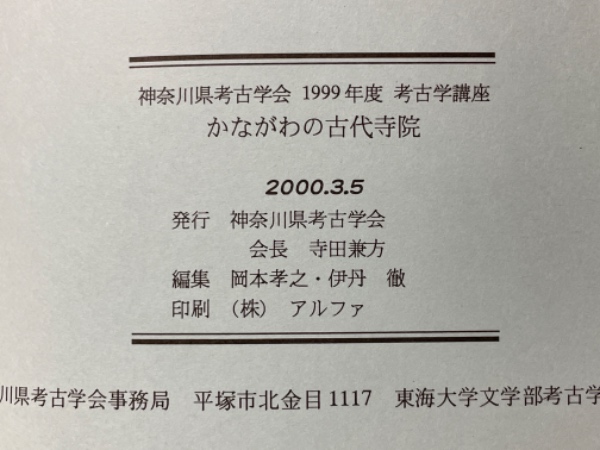 神奈川県考古学会 1999年度 考古学講座
かながわの古代寺院
2000.3.5
発行 神奈川県考古学会
会長 寺田兼方
編集 岡本孝之・伊丹 徹
印刷 (株) アルファ
川県考古学会事務局 平塚市北金目1117 東海大学文学部考古学